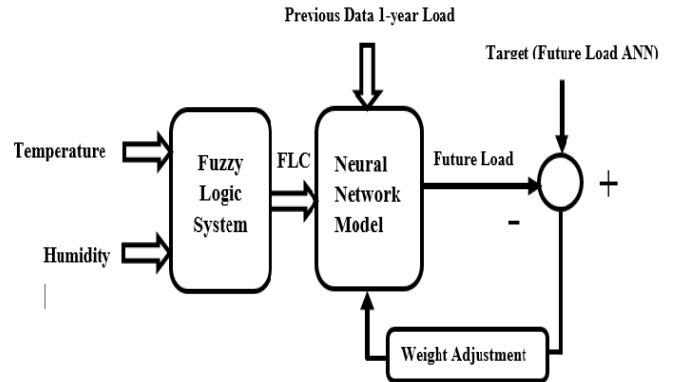 Previous Data 1-year Load
Target (Future Load ANN)
Temperature
Fuzzy
Logic
System
FLC
Neural
Network
Model
Future Load
+
-
Humidity
Weight Adjustment